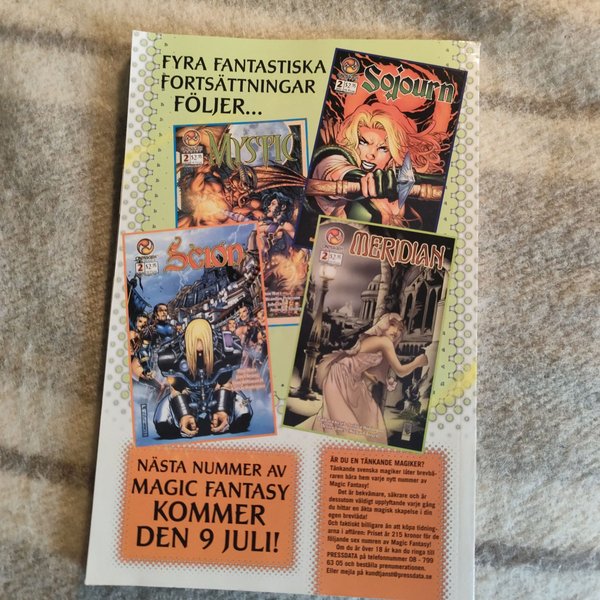 FYRA FANTASTISKA
FORTSÄTTNINGAR
FÖLJER...
Sojourn
2
MYSTIC
2
Scion
2
MERIDIAN
2
NÄSTA NUMMER AV
MAGIC FANTASY
KOMMER
DEN 9 JULI!
ÄR DU EN TÄNKANDE MAGIKER?
Tänkande svenska magiker låter brevbä-
raren bära hem varje nytt nummer av
Magic Fantasy!
Det är bekvämare, säkrare och är
dessutom väldigt upplyftande varje gång
du hittar en äkta magisk skapelse i din
egen brevlåda!
Och faktiskt billigare än att köpa tidning-
arna i affären: Priset är 215 kronor för de
följande sex numren av Magic Fantasy!
Om du är över 18 år kan du ringa till
PRESSDATA på telefonnummer 08 - 799
63 05 och beställa prenumerationen.
Eller mejla på kundtjanst@pressdata.se